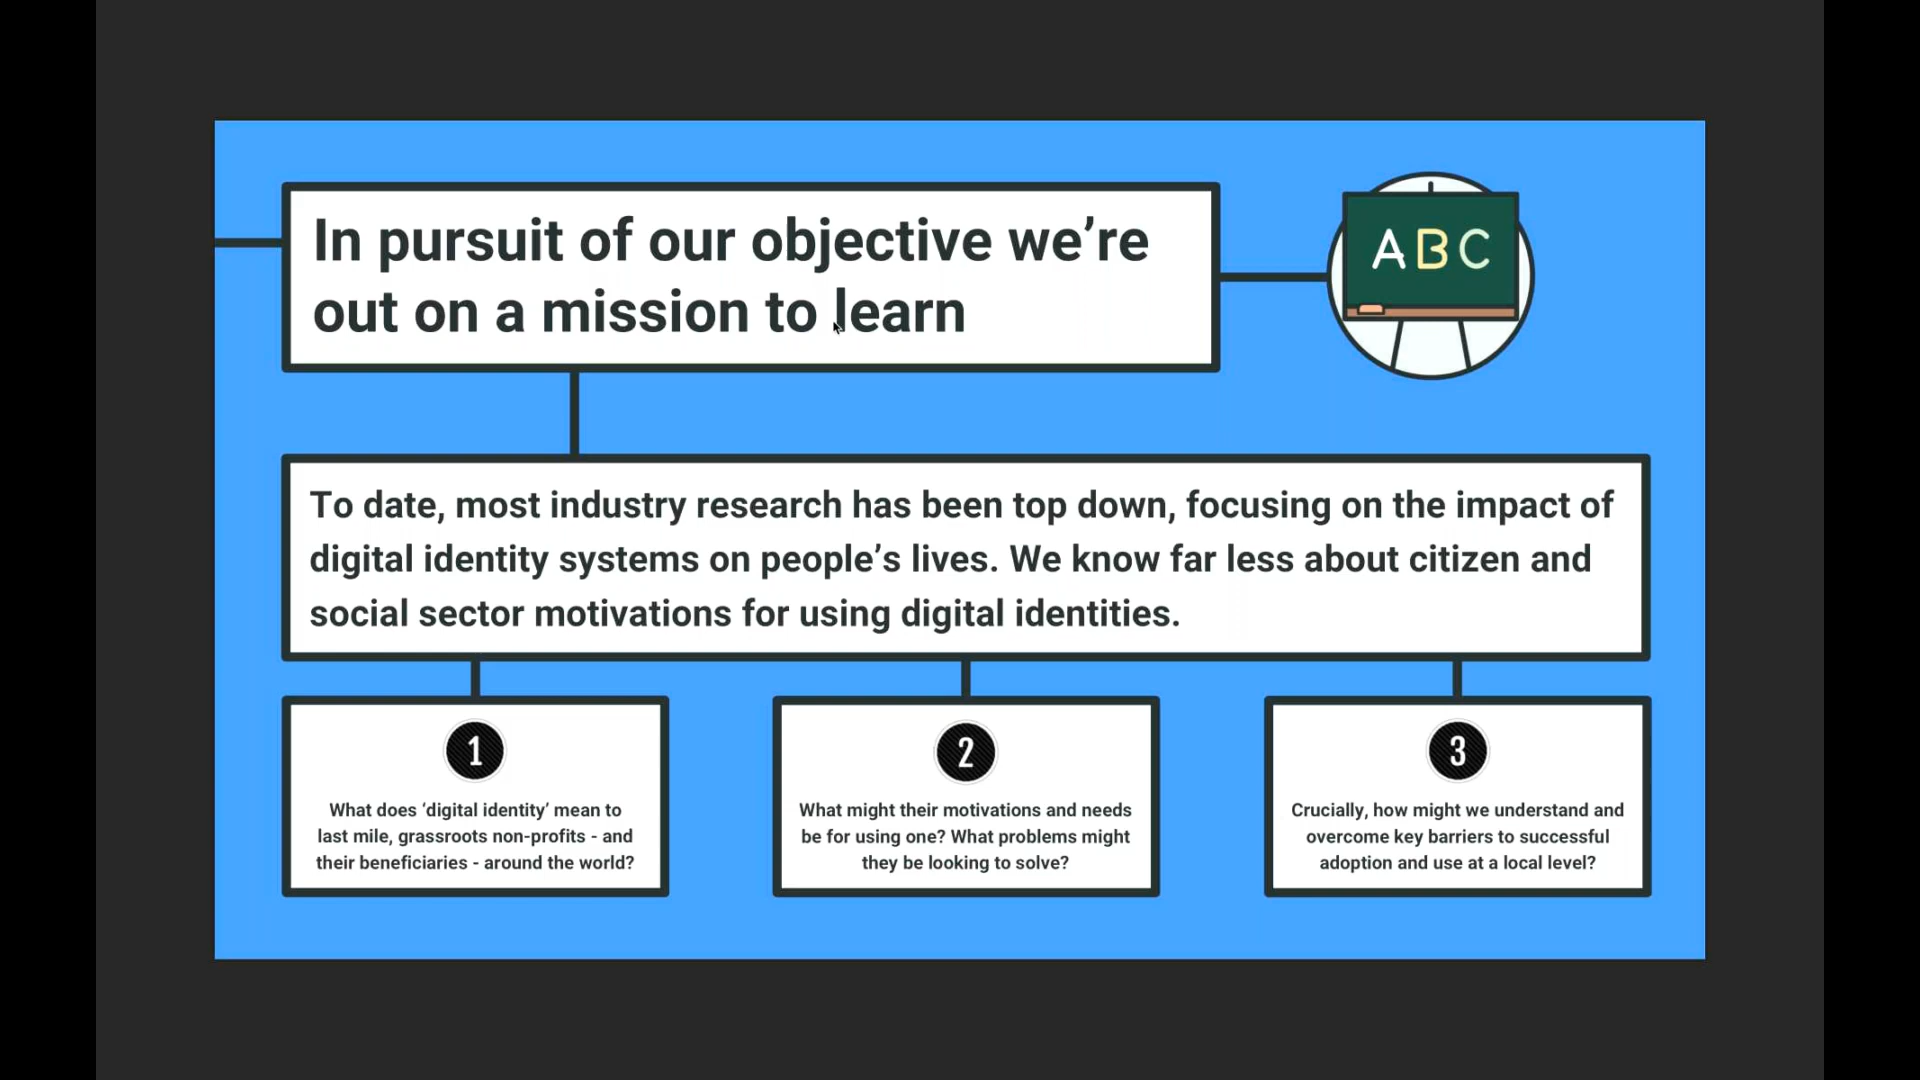 In pursuit of our objective we’re
out on a mission to learn
ABC
To date, most industry research has been top down, focusing on the impact of
digital identity systems on people’s lives. We know far less about citizen and
social sector motivations for using digital identities.
1
What does ‘digital identity’ mean to
last mile, grassroots non-profits - and
their beneficiaries - around the world?
2
What might their motivations and needs
be for using one? What problems might
they be looking to solve?
3
Crucially, how might we understand and
overcome key barriers to successful
adoption and use at a local level?